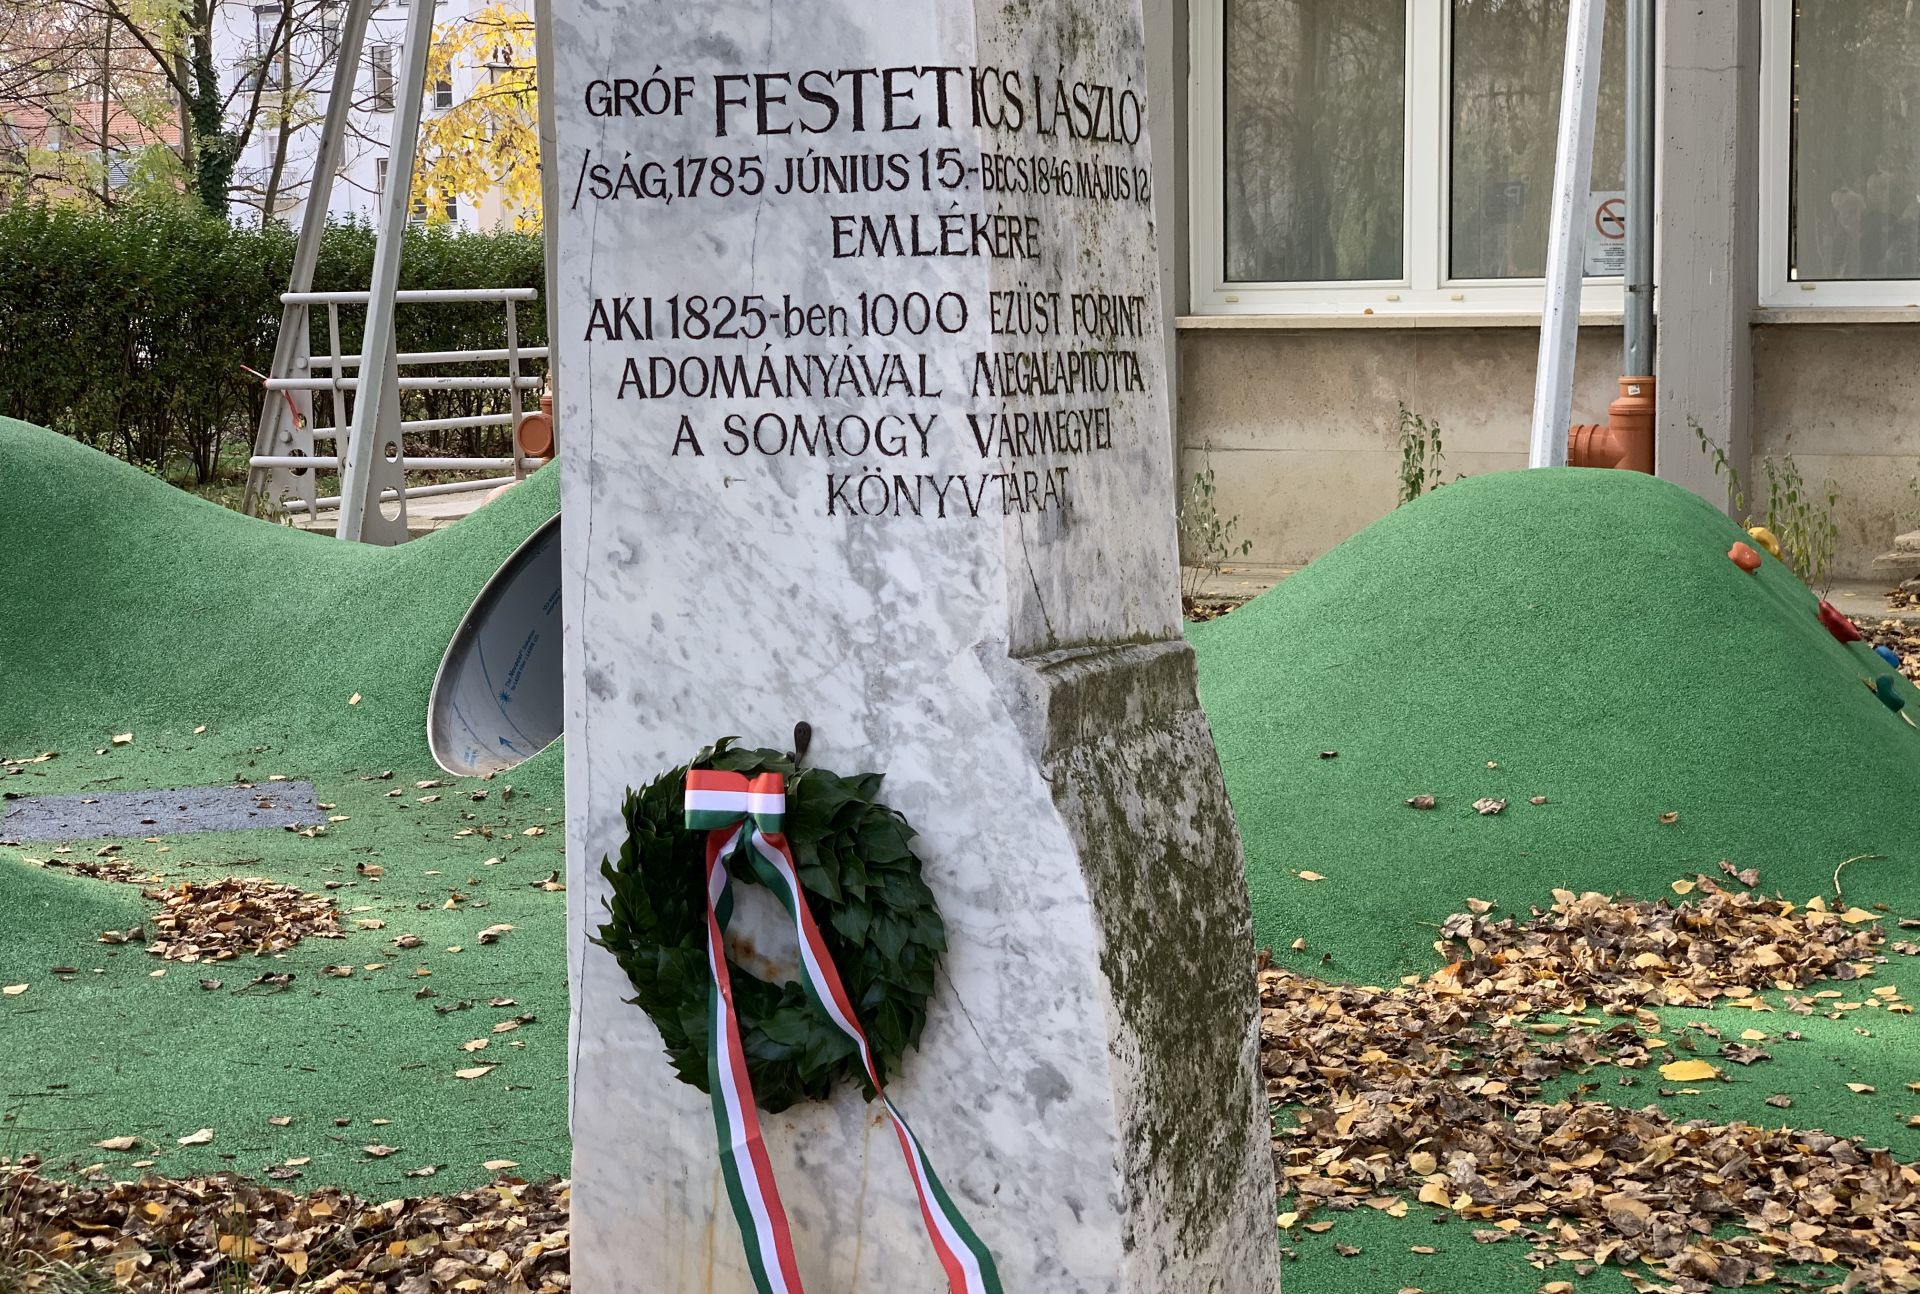 GRÓF FESTETICS LÁSZLÓ
/SÁG,1785 JÚNIUS 15.-BÉCS.1846.MÁJUS 12/
EMLÉKÉRE
AKI 1825-ben 1000 EZÜST FORINT
ADOMÁNYÁVAL MEGALAPÍTOTTA
A SOMOGY VÁRMEGYEI
KÖNYVTÁRAT